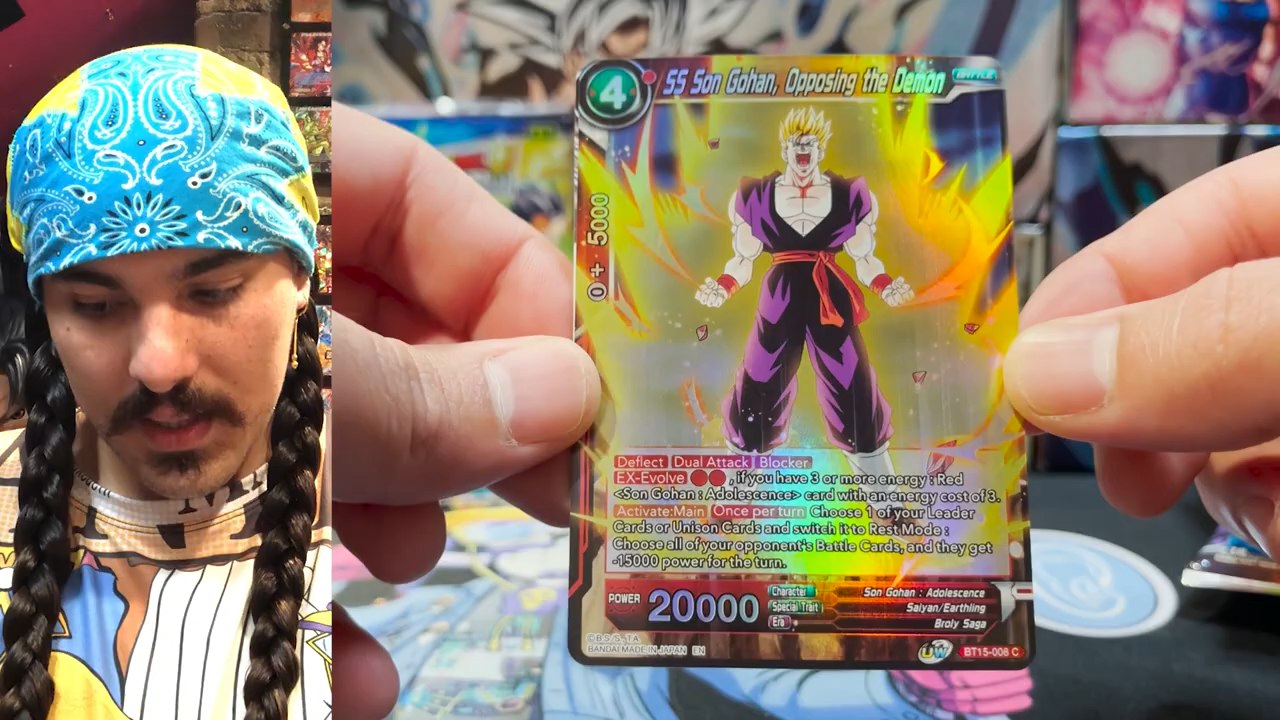 4
SS Son Gohan, Opposing the Demon
BATTLE
0+ 5000
Deflect Dual Attack Blocker
EX-Evolve , if you have 3 or more energy : Red
<Son Gohan : Adolescence> card with an energy cost of 3.
Activate:Main Once per turn Choose 1 of your Leader
Cards or Unison Cards and switch it to Rest Mode :
Choose all of your opponent's Battle Cards, and they get
-15000 power for the turn.
POWER 20000
Character Son Gohan : Adolescence
Special Trait Saiyan/Earthling
Era Broly Saga
©B.S./S.,T.A.
BANDAI MADE IN JAPAN EN
UW BT15-008 C